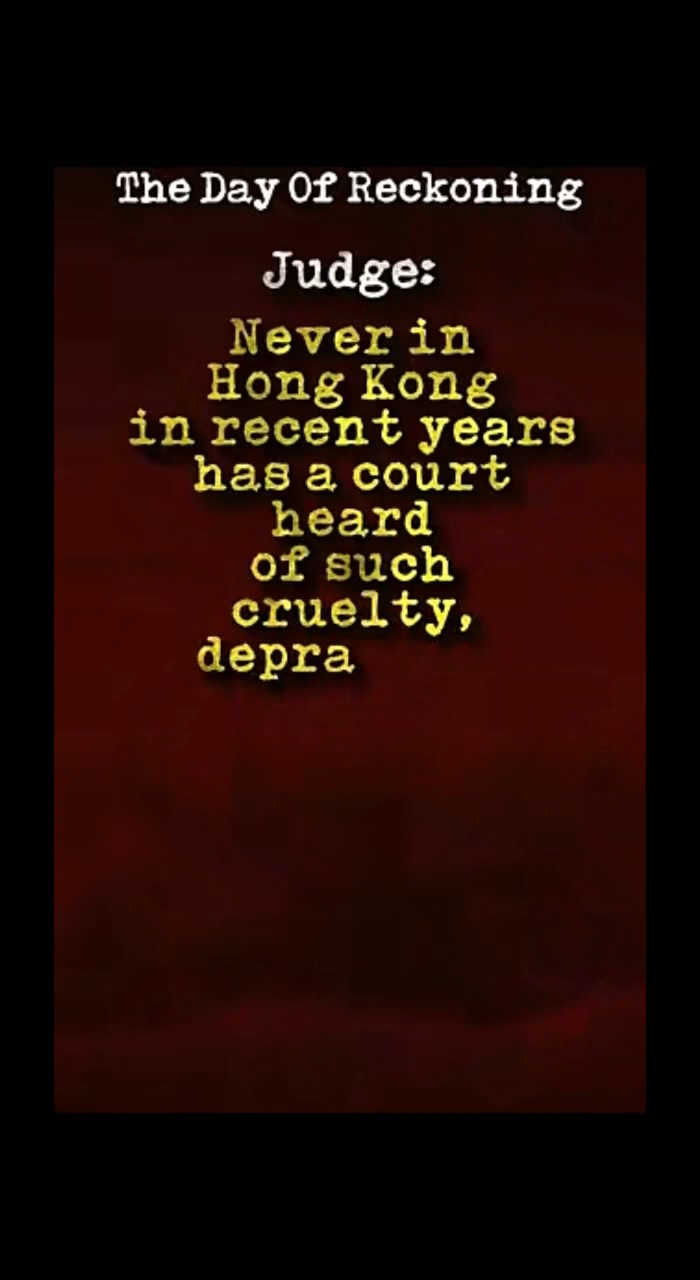 The Day Of Reckoning
Judge:
Never in
Hong Kong
in recent years
has a court
heard
of such
cruelty,
depra